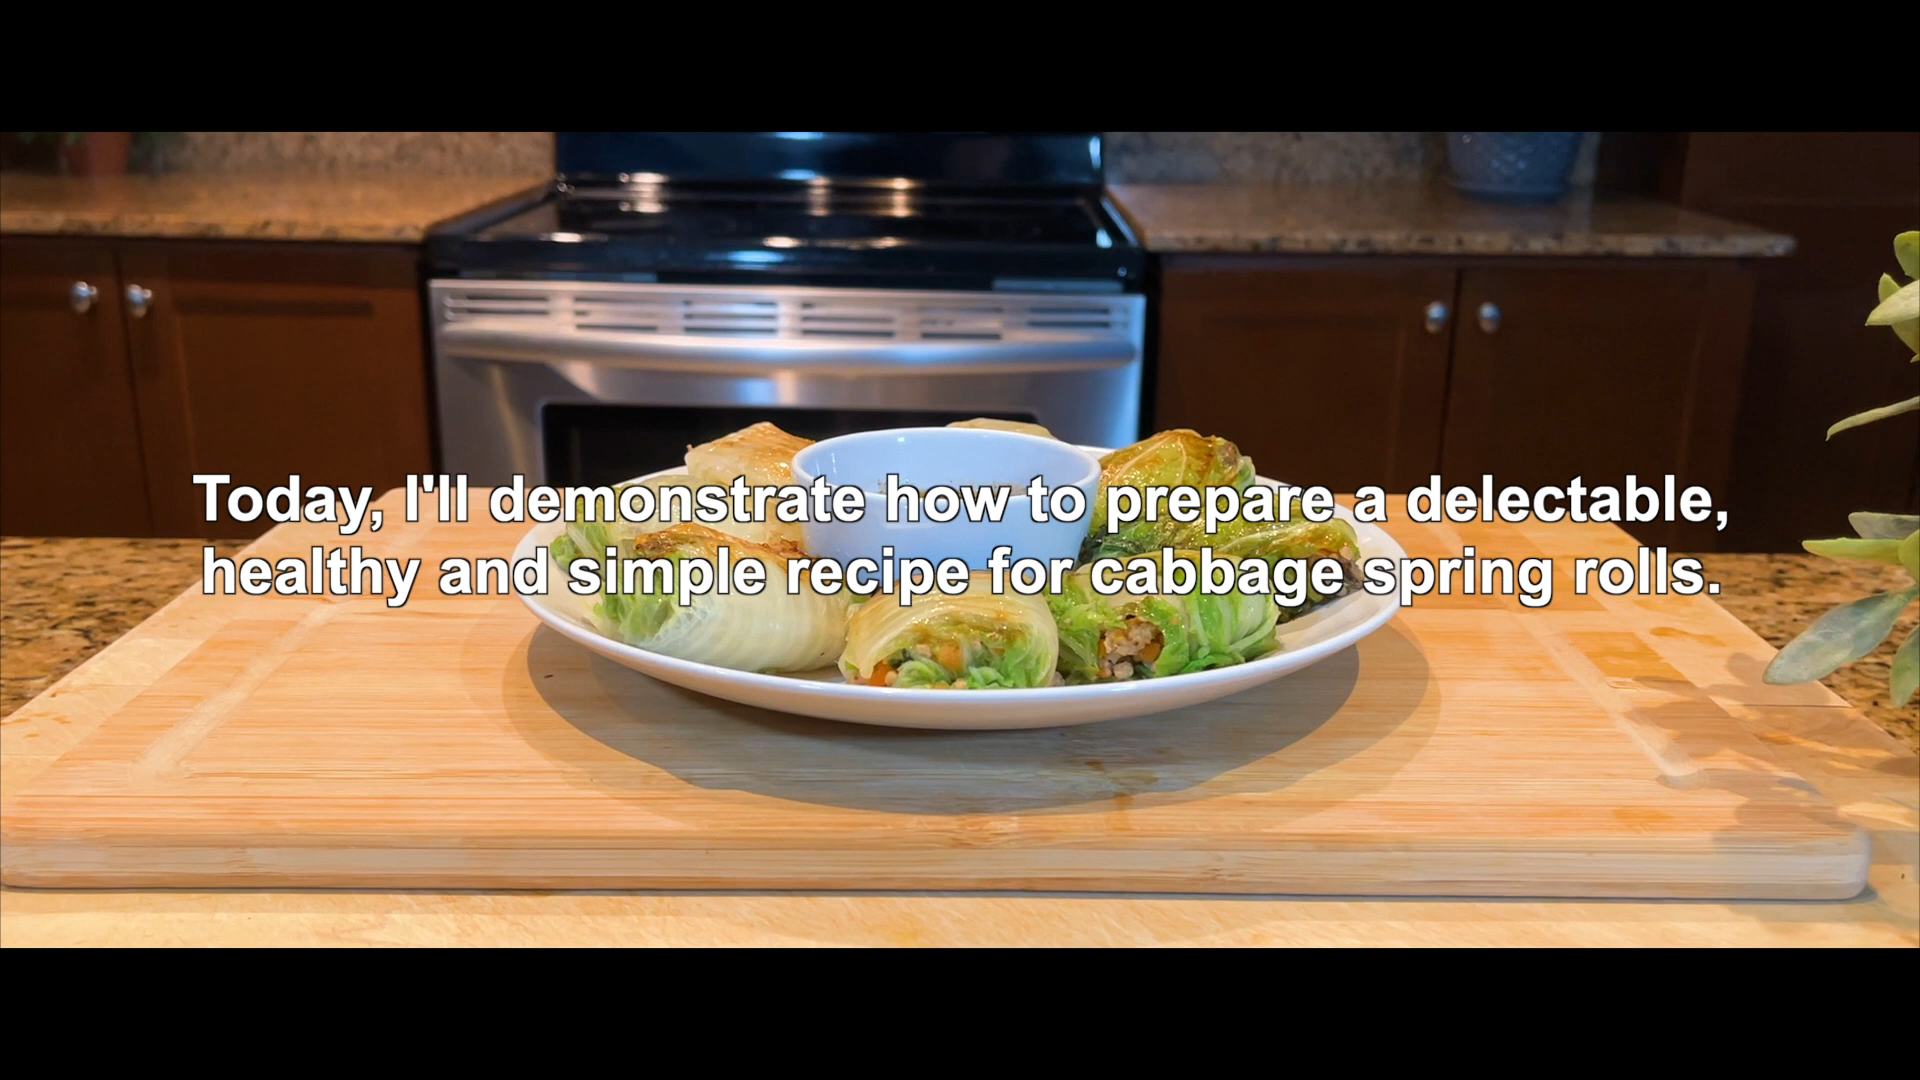 Today, I'll demonstrate how to prepare a delectable,
healthy and simple recipe for cabbage spring rolls.